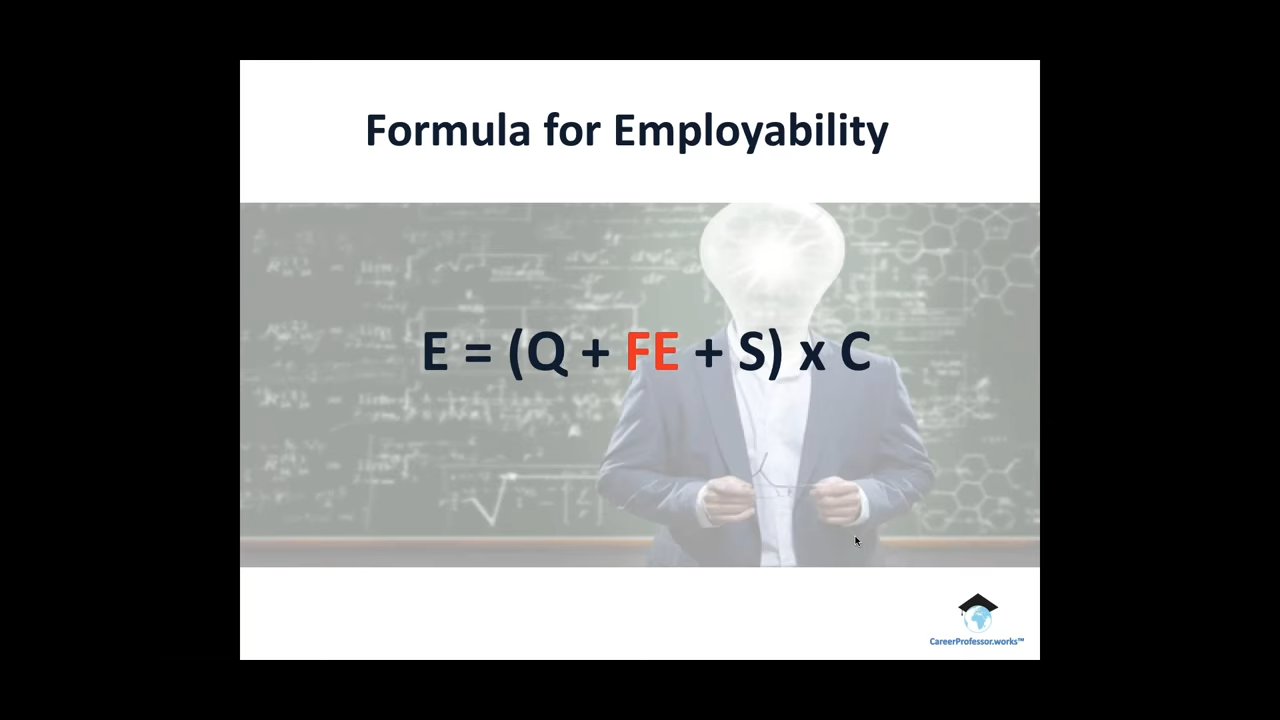 Formula for Employability
E = (Q + FE + S) x C
CareerProfessor.works™